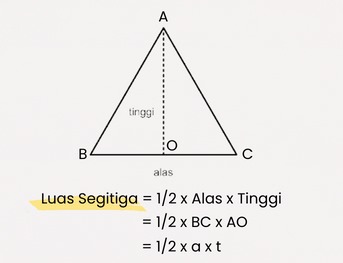 A
tinggi
B
O
C
alas
Luas Segitiga = 1/2 x Alas x Tinggi
= 1/2 x BC x AO
= 1/2 x a x t